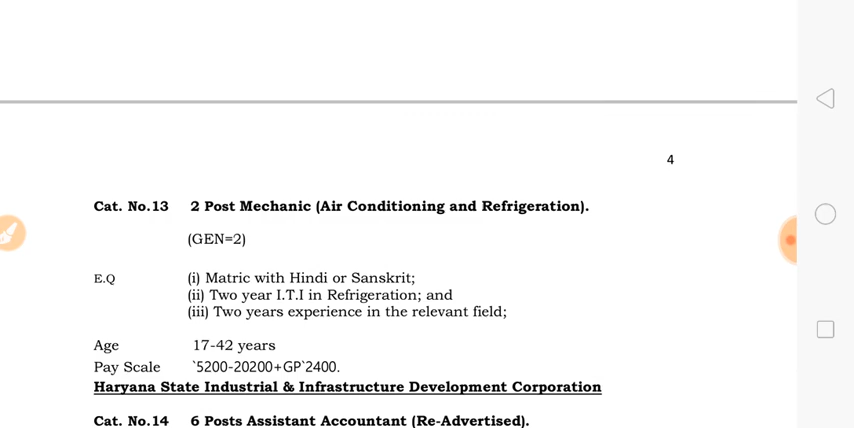 4
Cat. No.13 2 Post Mechanic (Air Conditioning and Refrigeration).
(GEN=2)
E.Q (i) Matric with Hindi or Sanskrit;
(ii) Two year I.T.I in Refrigeration; and
(iii) Two years experience in the relevant field;
Age 17-42 years
Pay Scale `5200-20200+GP`2400.
Haryana State Industrial & Infrastructure Development Corporation
Cat. No.14 6 Posts Assistant Accountant (Re-Advertised).